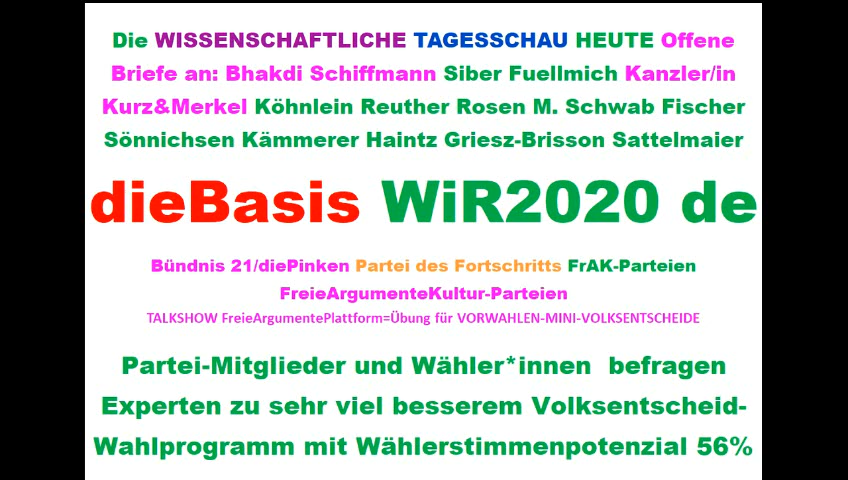 Die WISSENSCHAFTLICHE TAGESSCHAU HEUTE Offene
Briefe an: Bhakdi Schiffmann Siber Fuellmich Kanzler/in
Kurz&Merkel Köhnlein Reuther Rosen M. Schwab Fischer
Sönnichsen Kämmerer Haintz Griesz-Brisson Sattelmaier
dieBasis WiR2020 de
Bündnis 21/diePinken Partei des Fortschritts FrAK-Parteien
FreieArgumenteKultur-Parteien
TALKSHOW FreieArgumentePlattform=Übung für VORWAHLEN-MINI-VOLKSENTSCHEIDE
Partei-Mitglieder und Wähler*innen befragen
Experten zu sehr viel besserem Volksentscheid-
Wahlprogramm mit Wählerstimmenpotenzial 56%